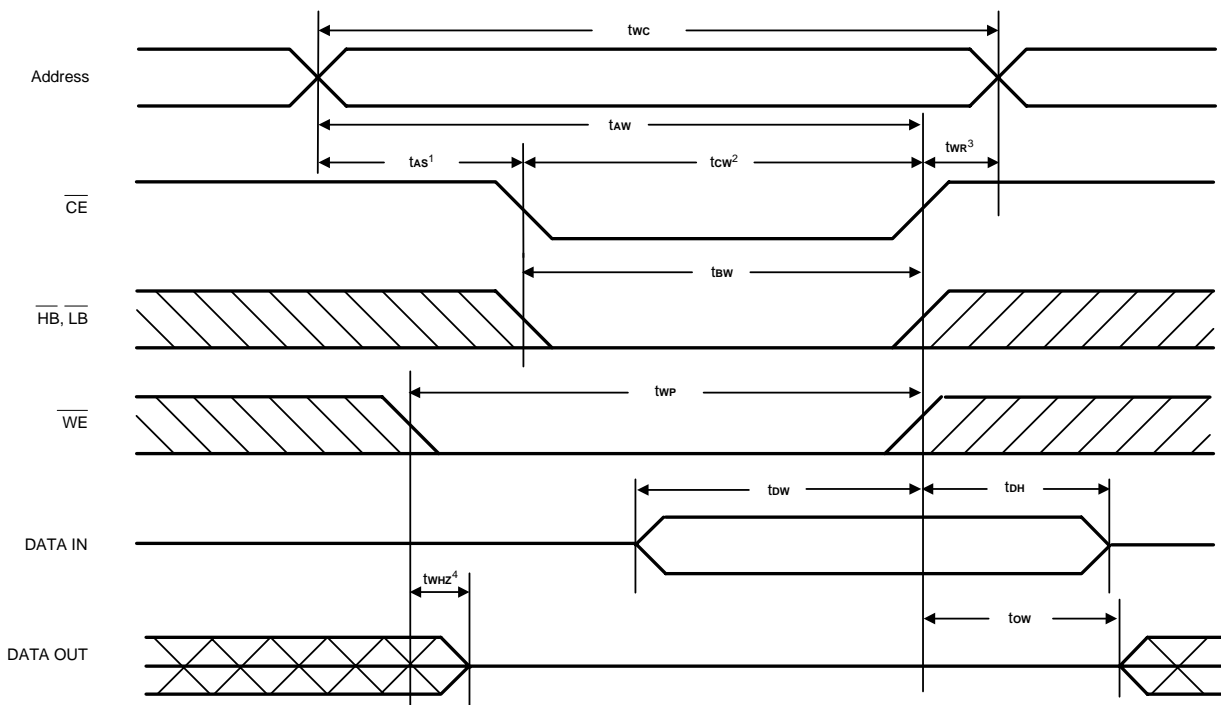 tWC
Address
tAW
tAS1 tCW2 tWR3
CE
tBW
HB, LB
tWP
WE
tDW tDH
DATA IN
tWHZ4
tOW
DATA OUT